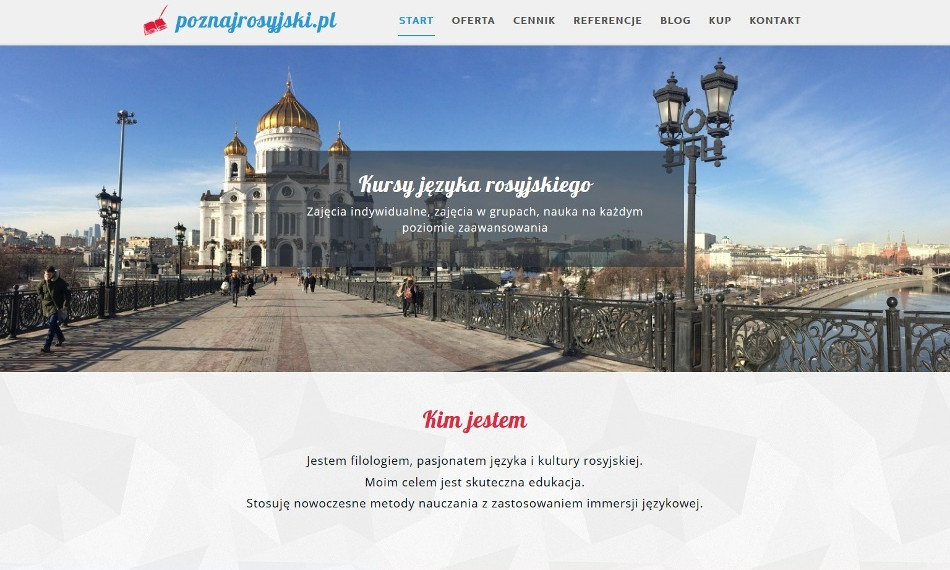 poznajrosyjski.pl
START OFERTA CENNIK REFERENCJE BLOG KUP KONTAKT
Kursy języka rosyjskiego
Zajęcia indywidualne, zajęcia w grupach, nauka na każdym
poziomie zaawansowania
Kim jestem
Jestem filologiem, pasjonatem języka i kultury rosyjskiej.
Moim celem jest skuteczna edukacja.
Stosuję nowoczesne metody nauczania z zastosowaniem immersji językowej.